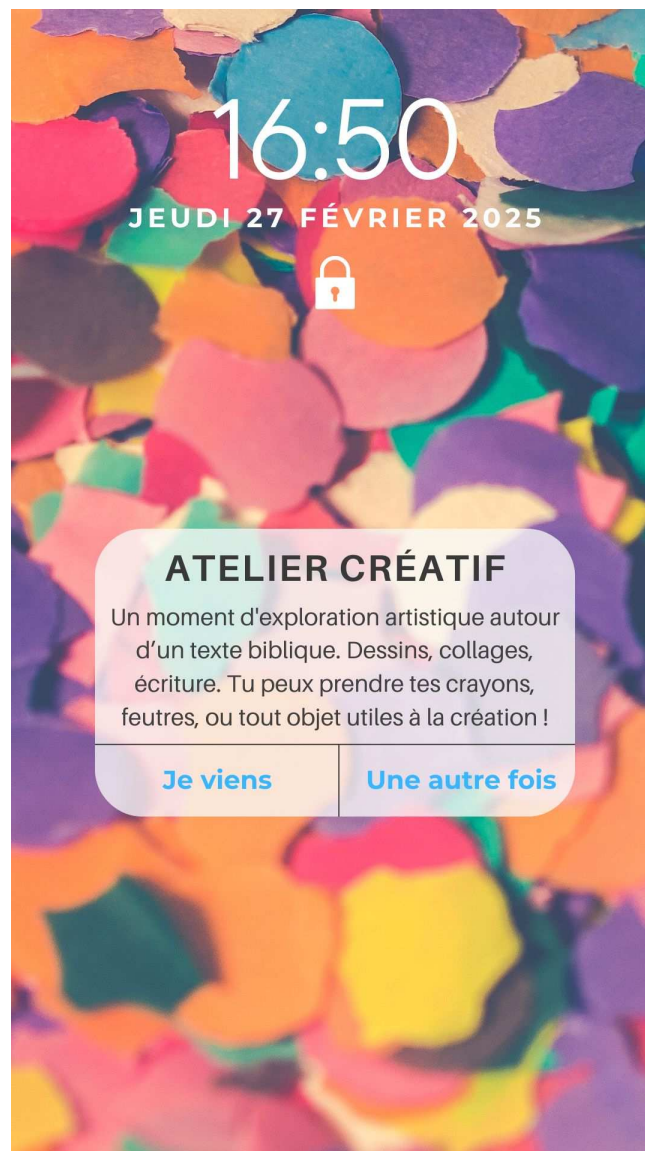 16:50
JEUDI 27 FÉVRIER 2025
ATELIER CRÉATIF
Un moment d'exploration artistique autour
d’un texte biblique. Dessins, collages,
écriture. Tu peux prendre tes crayons,
feutres, ou tout objet utiles à la création !
Je viens
Une autre fois